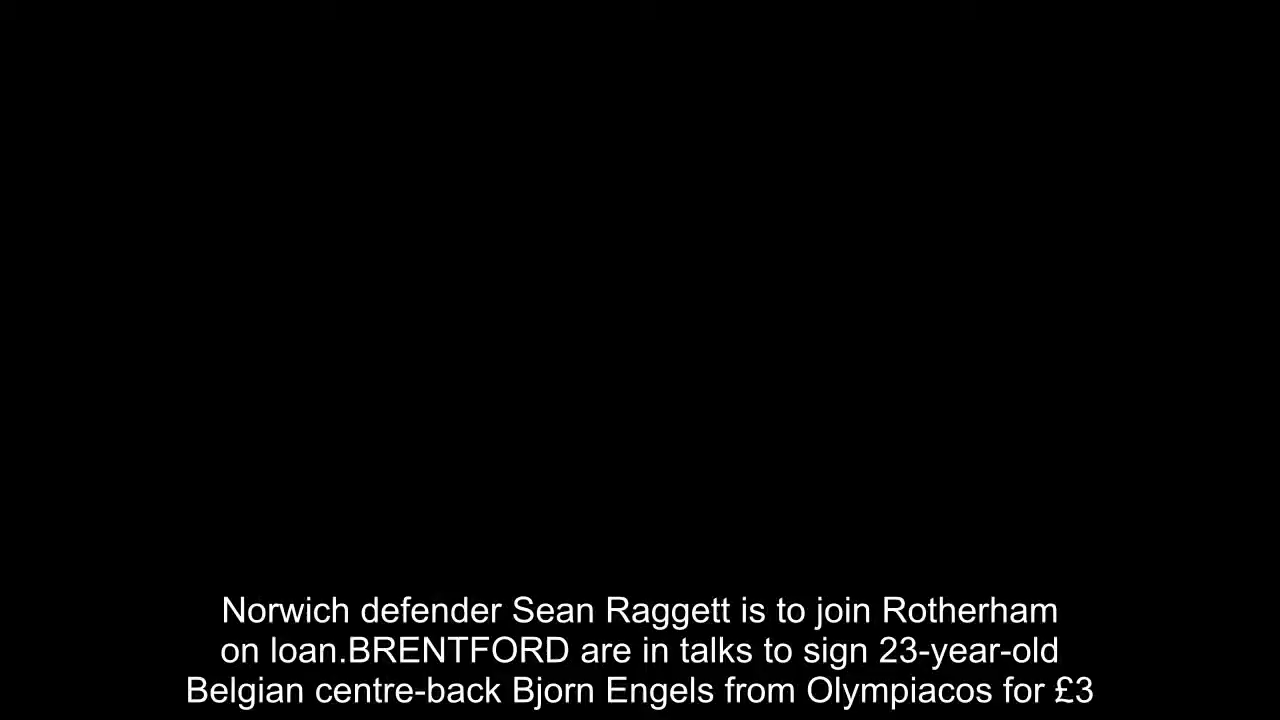 Norwich defender Sean Raggett is to join Rotherham
on loan.BRENTFORD are in talks to sign 23-year-old
Belgian centre-back Bjorn Engels from Olympiacos for £3